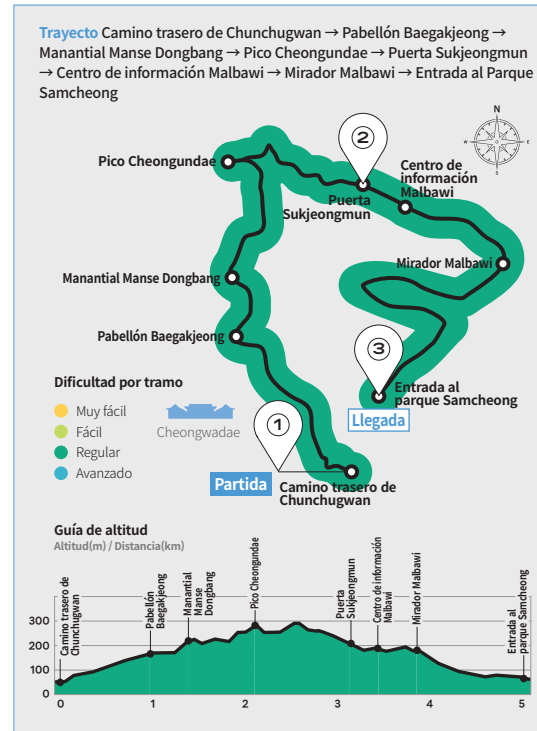 Trayecto Camino trasero de Chunchugwan → Pabellón Baegakjeong →
Manantial Manse Dongbang → Pico Cheongundae → Puerta Sukjeongmun
→ Centro de información Malbawi → Mirador Malbawi → Entrada al Parque
Samcheong
N
W
E
S
2
Pico Cheongundae
Centro de
información
Malbawi
Puerta
Sukjeongmun
Mirador Malbawi
Manantial Manse Dongbang
Pabellón Baegakjeong
3
Entrada al
parque Samcheong
Llegada
Dificultad por tramo
Muy fácil
Fácil
Regular
Avanzado
Cheongwadae
1
Partida
Camino trasero de
Chunchugwan
Guía de altitud
Altitud(m) / Distancia(km)
Camino trasero de
Chunchugwan
Pabellón
Baegakjeong
Manantial
Manse
Dongbang
Pico Cheongundae
Puerta
Sukjeongmun
Centro de información
Malbawi
Mirador Malbawi
Entrada al
parque Samcheong
300
200
100
0
0 1 2 3 4 5